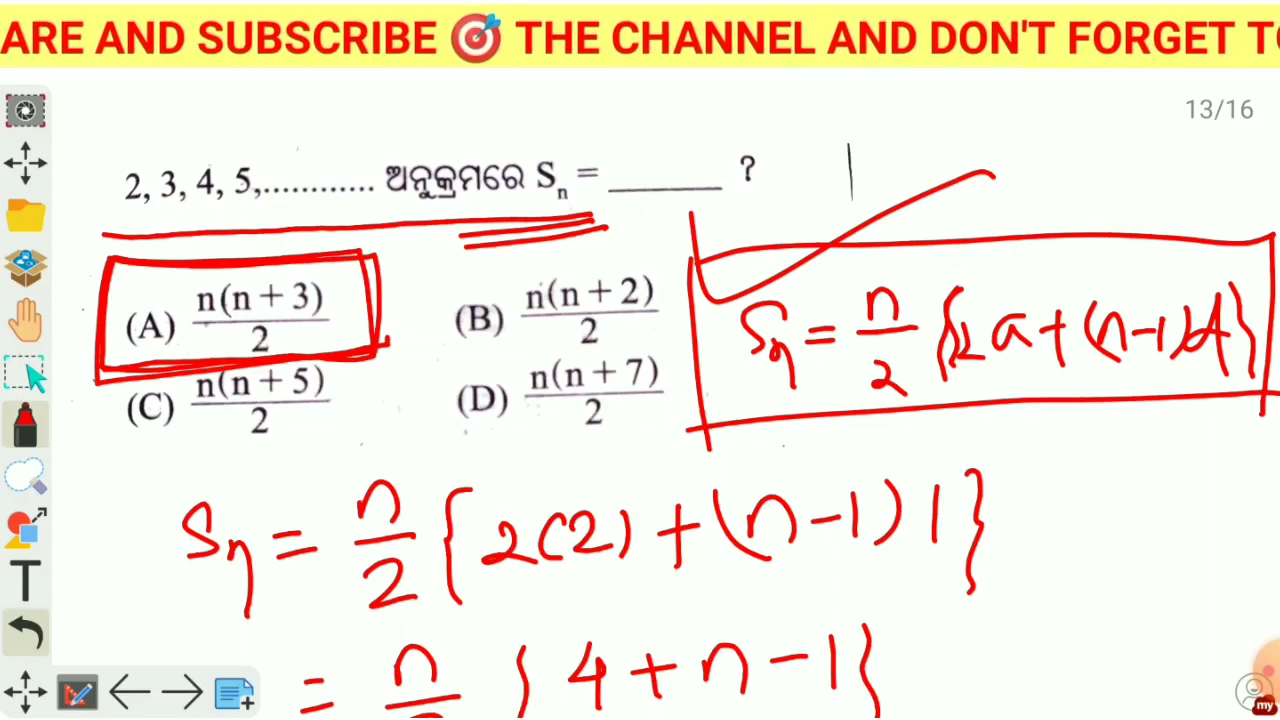 ARE AND SUBSCRIBE 🎯 THE CHANNEL AND DON'T FORGET T
13/16
2, 3, 4, 5,............ ଅନୁକ୍ରମରେ Sₙ = ________ ?
(A) n(n + 3)/2 (B) n(n + 2)/2
(C) n(n + 5)/2 (D) n(n + 7)/2
Sₙ = n/2 {2a + (n-1)d}
Sₙ = n/2 {2(2) + (n-1) 1}
= n/2 { 4 + n - 1}
T
my